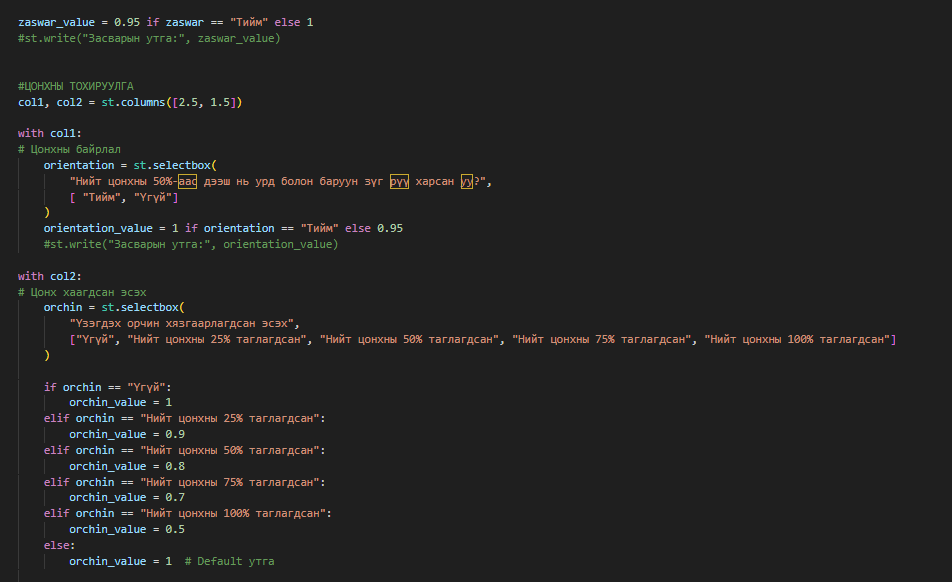 zaswar_value = 0.95 if zaswar == "Тийм" else 1
#st.write("Засварын утга:", zaswar_value)
#ЦОНХНЫ ТОХИРУУЛГА
col1, col2 = st.columns([2.5, 1.5])
with col1:
# Цонхны байрлал
orientation = st.selectbox(
"Нийт цонхны 50%-аас дээш нь урд болон баруун зүг рүү харсан уу?",
[ "Тийм", "Үгүй"]
)
orientation_value = 1 if orientation == "Тийм" else 0.95
#st.write("Засварын утга:", orientation_value)
with col2:
# Цонх хаагдсан эсэх
orchin = st.selectbox(
"Үзэгдэх орчин хязгаарлагдсан эсэх",
["Үгүй", "Нийт цонхны 25% таглагдсан", "Нийт цонхны 50% таглагдсан", "Нийт цонхны 75% таглагдсан", "Нийт цонхны 100% таглагдсан"]
)
if orchin == "Үгүй":
orchin_value = 1
elif orchin == "Нийт цонхны 25% таглагдсан":
orchin_value = 0.9
elif orchin == "Нийт цонхны 50% таглагдсан":
orchin_value = 0.8
elif orchin == "Нийт цонхны 75% таглагдсан":
orchin_value = 0.7
elif orchin == "Нийт цонхны 100% таглагдсан":
orchin_value = 0.5
else:
orchin_value = 1  # Default утга